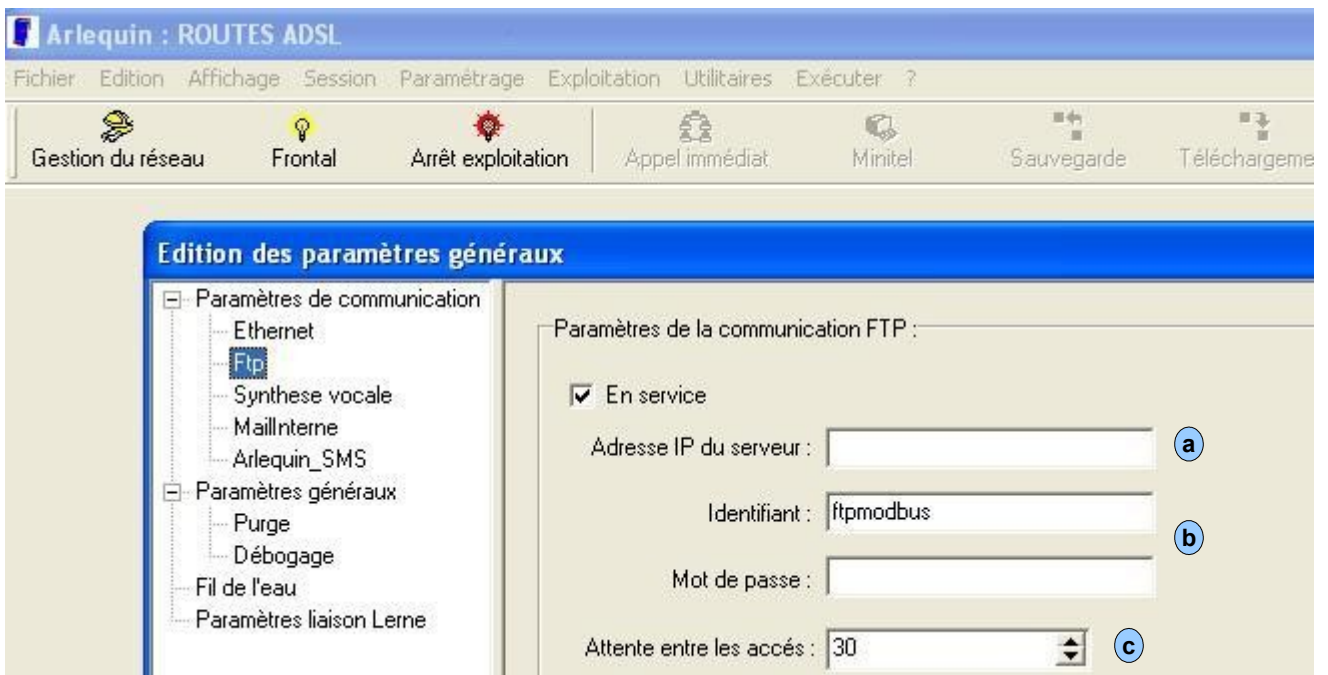 Arlequin : ROUTES ADSL
Fichier Edition Affichage Session Paramétrage Exploitation Utilitaires Exécuter ?
Gestion du réseau Frontal Arrêt exploitation Appel immédiat Minitel Sauvegarde Téléchargeme
Edition des paramètres généraux
Paramètres de communication
Ethernet
Ftp
Synthese vocale
MailInterne
Arlequin_SMS
Paramètres généraux
Purge
Débogage
Fil de l'eau
Paramètres liaison Lerne
Paramètres de la communication FTP :
En service
Adresse IP du serveur : a
Identifiant : ftpmodbus
b
Mot de passe :
Attente entre les accés : 30 c